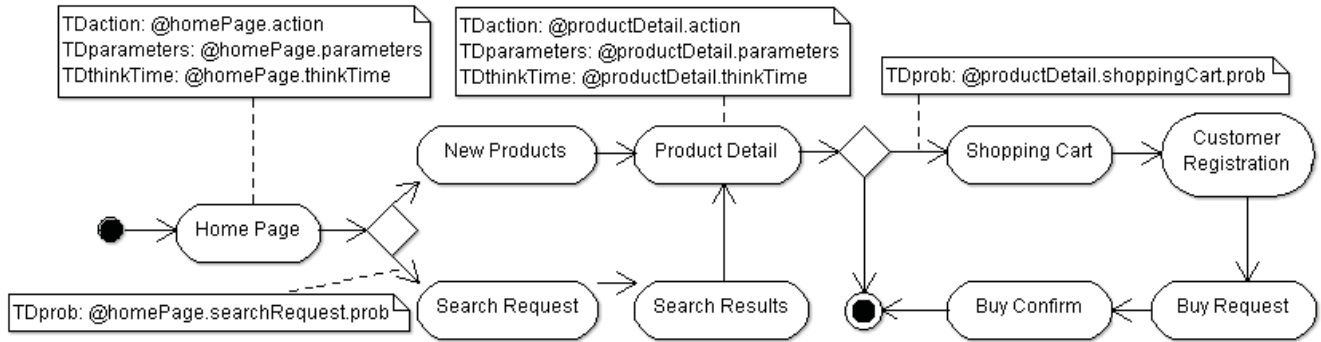 TDaction: @homePage.action
TDparameters: @homePage.parameters
TDthinkTime: @homePage.thinkTime
TDaction: @productDetail.action
TDparameters: @productDetail.parameters
TDthinkTime: @productDetail.thinkTime
TDprob: @productDetail.shoppingCart.prob
New Products
Product Detail
Shopping Cart
Customer
Registration
Home Page
TDprob: @homePage.searchRequest.prob
Search Request
Search Results
Buy Confirm
Buy Request